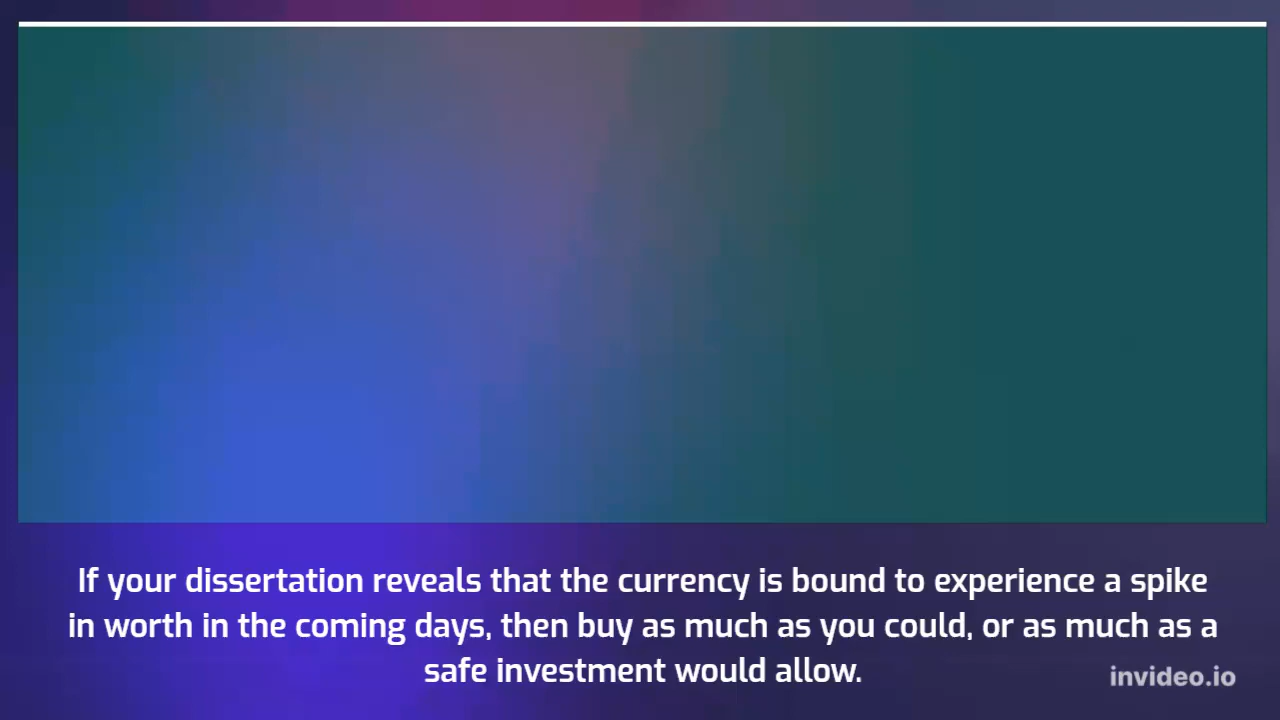 If your dissertation reveals that the currency is bound to experience a spike
in worth in the coming days, then buy as much as you could, or as much as a
safe investment would allow.
invideo.io